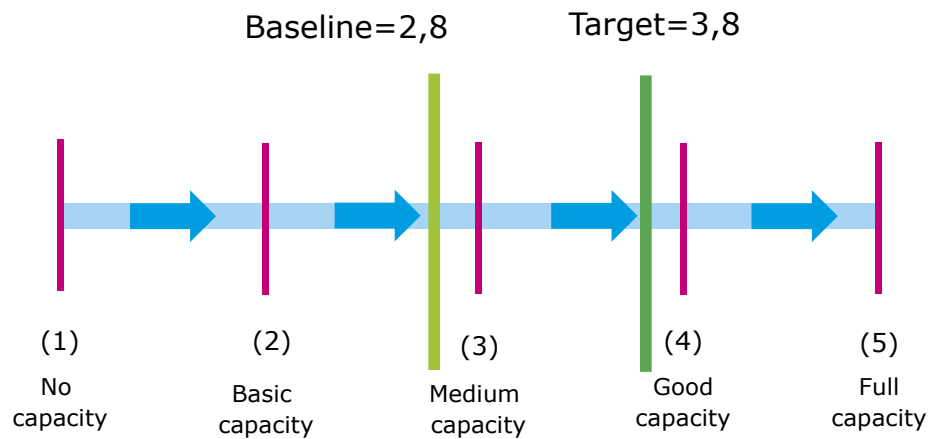 Baseline=2,8
Target=3,8
(1)
(2)
(3)
(4)
(5)
No
capacity
Basic
capacity
Medium
capacity
Good
capacity
Full
capacity